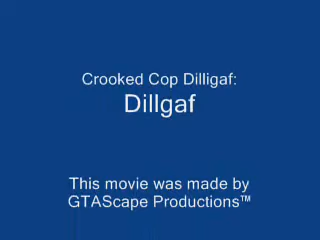 Crooked Cop Dilligaf:
Dillgaf
This movie was made by
GTAScape Productions™